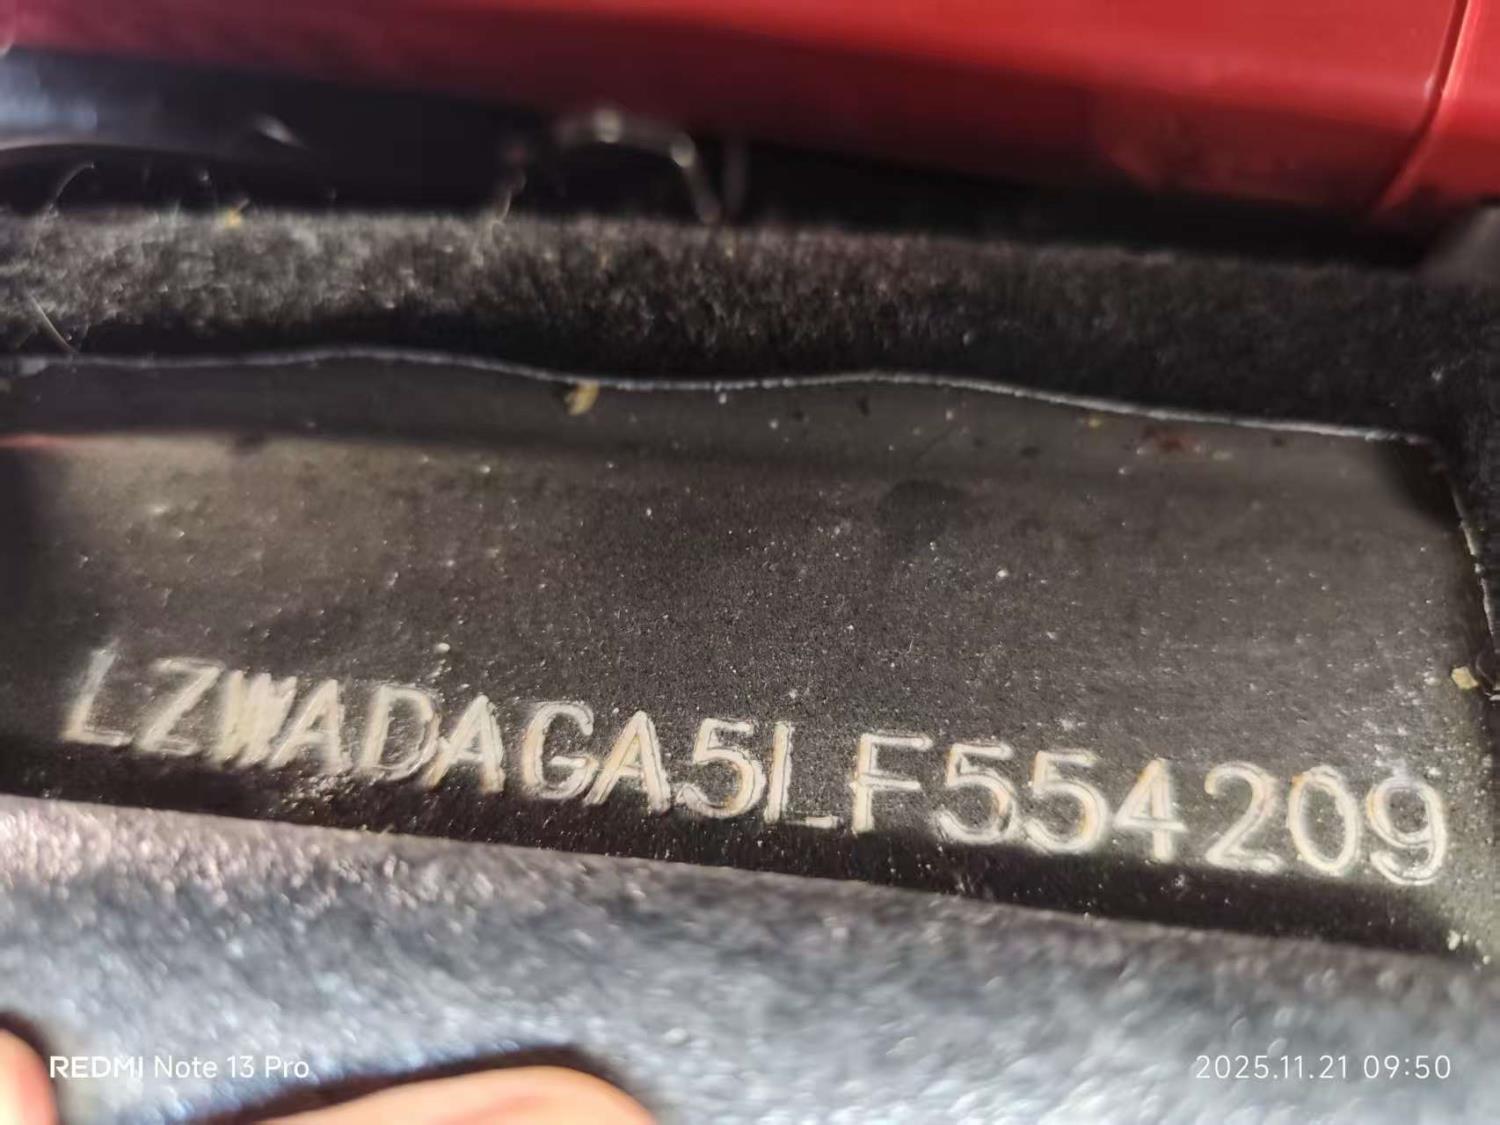 LZWADAGA5LF554209
REDMI Note 13 Pro
2025.11.21 09:50